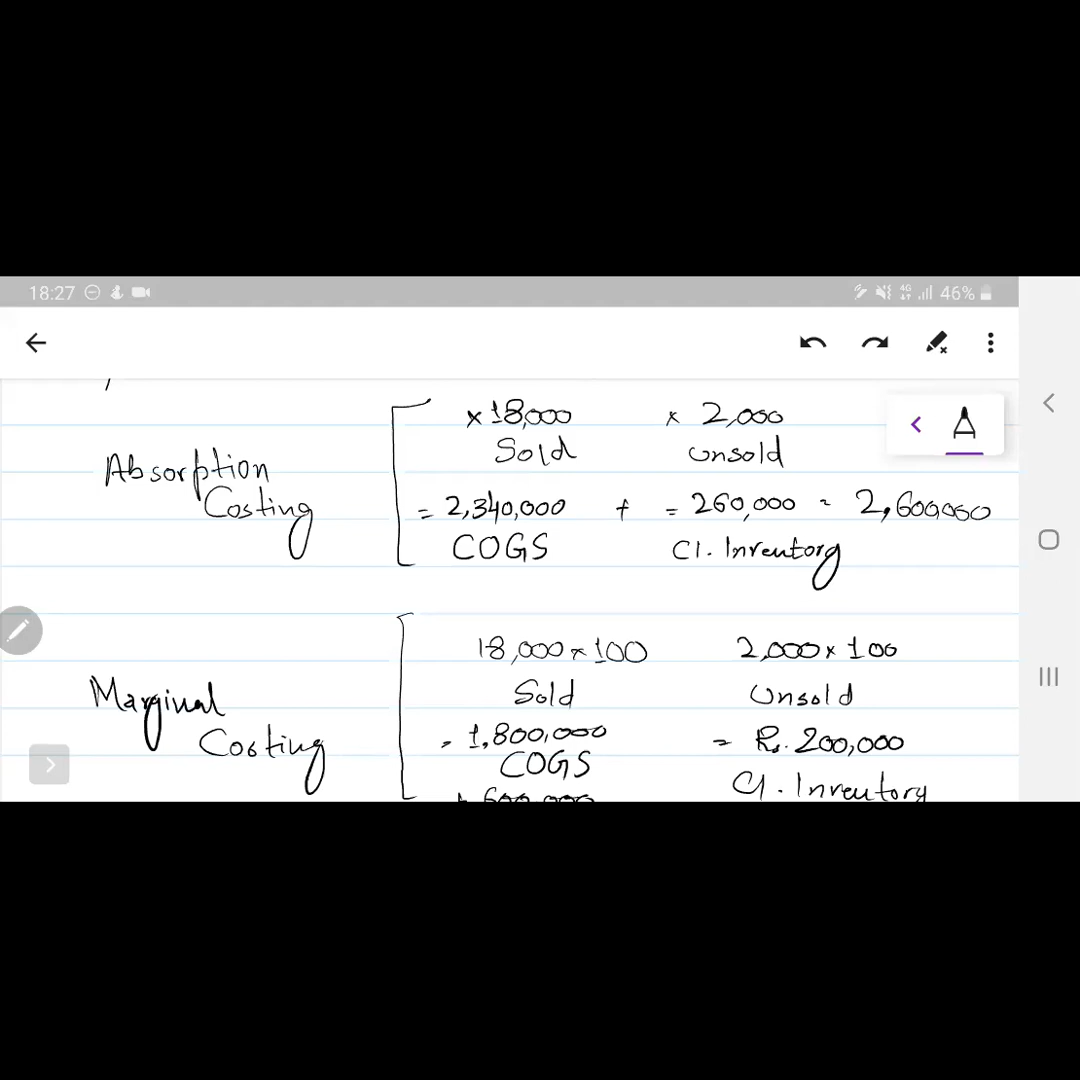 18:27 46%
× 18,000 × 2,000
Sold Unsold
Absorption
Costing
= 2,340,000 + = 260,000 = 2,600,000
COGS Cl. Inventory
18,000 × 100 2,000 × 100
Marginal
Sold Unsold
Costing
= 1,800,000 = Rs. 200,000
COGS Cl. Inventory
+ 600,000